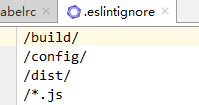 abelrc .eslintignore
/build/
/config/
/dist/
/*.js